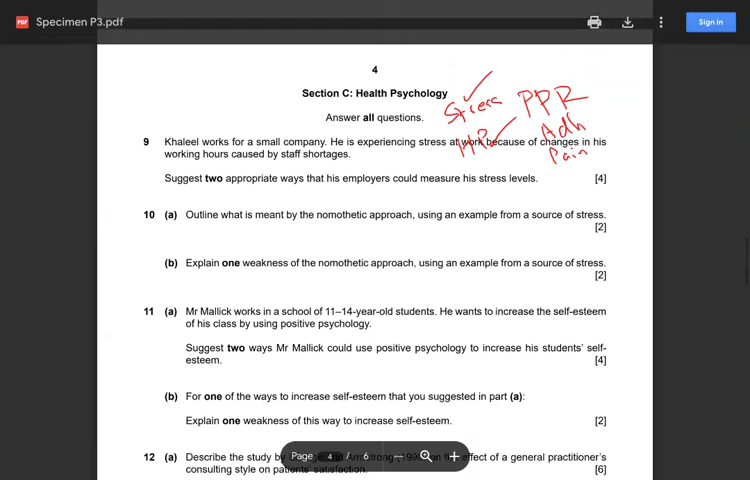 Specimen P3.pdf
Sign in
4
Section C: Health Psychology
Answer all questions.
Stress
HP
PPR
Adh
Pain
9 Khaleel works for a small company. He is experiencing stress at work because of changes in his
working hours caused by staff shortages.
Suggest two appropriate ways that his employers could measure his stress levels. [4]
10 (a) Outline what is meant by the nomothetic approach, using an example from a source of stress.
[2]
(b) Explain one weakness of the nomothetic approach, using an example from a source of stress.
[2]
11 (a) Mr Mallick works in a school of 11–14-year-old students. He wants to increase the self-esteem
of his class by using positive psychology.
Suggest two ways Mr Mallick could use positive psychology to increase his students' self-
esteem. [4]
(b) For one of the ways to increase self-esteem that you suggested in part (a):
Explain one weakness of this way to increase self-esteem. [2]
12 (a) Describe the study by effect of a general practitioner's
consulting style on patients' satisfaction. [6]
Page 4 / 6